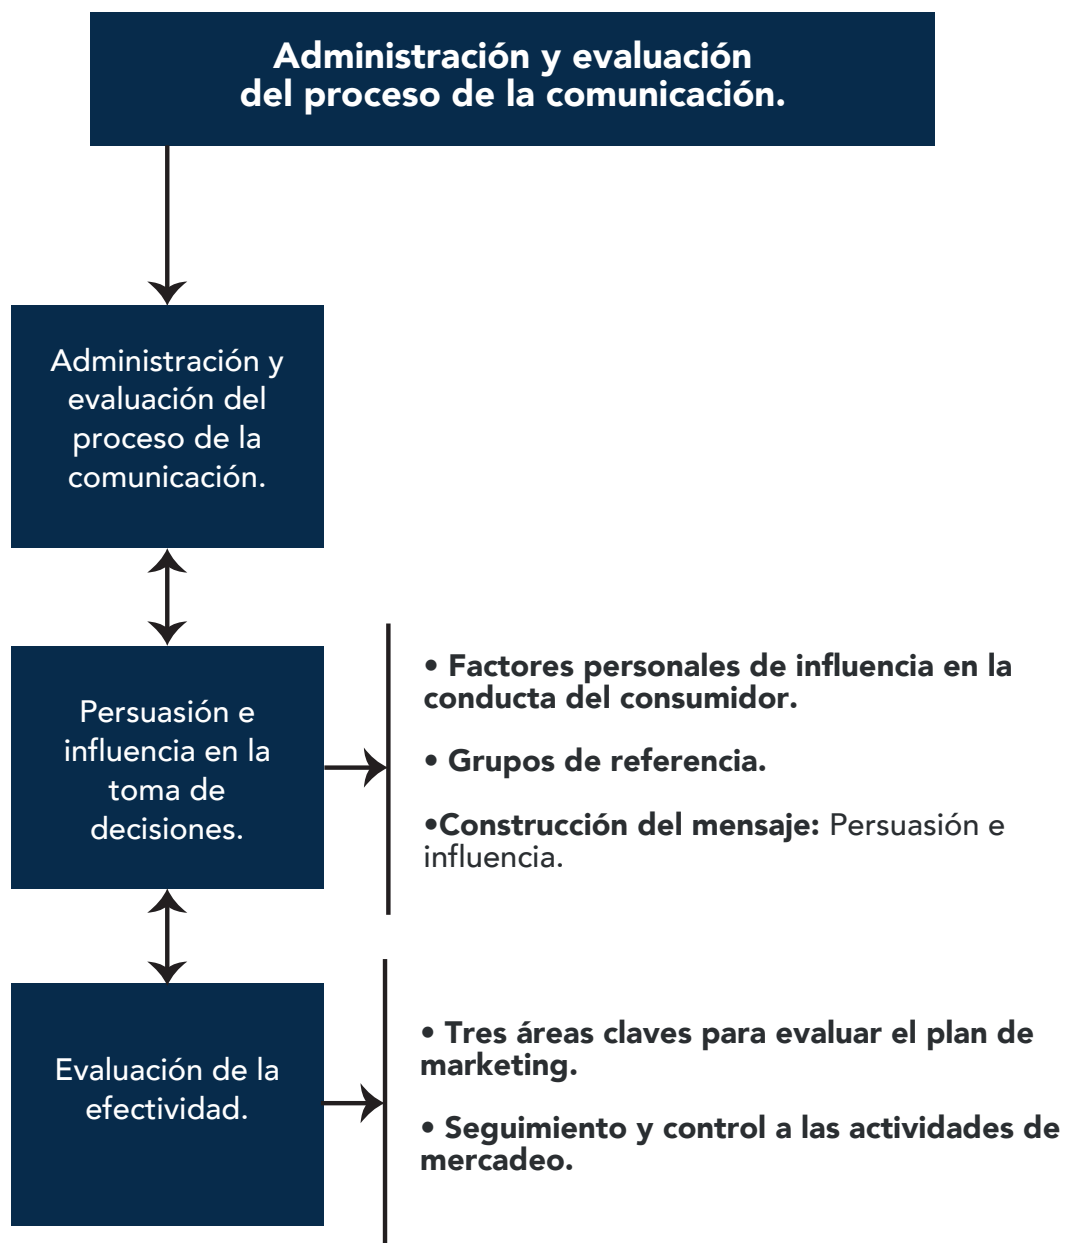 Administración y evaluación
del proceso de la comunicación.
Administración y
evaluación del
proceso de la
comunicación.
Persuasión e
influencia en la
toma de
decisiones.
• Factores personales de influencia en la
conducta del consumidor.
• Grupos de referencia.
•Construcción del mensaje: Persuasión e
influencia.
Evaluación de la
efectividad.
• Tres áreas claves para evaluar el plan de
marketing.
• Seguimiento y control a las actividades de
mercadeo.